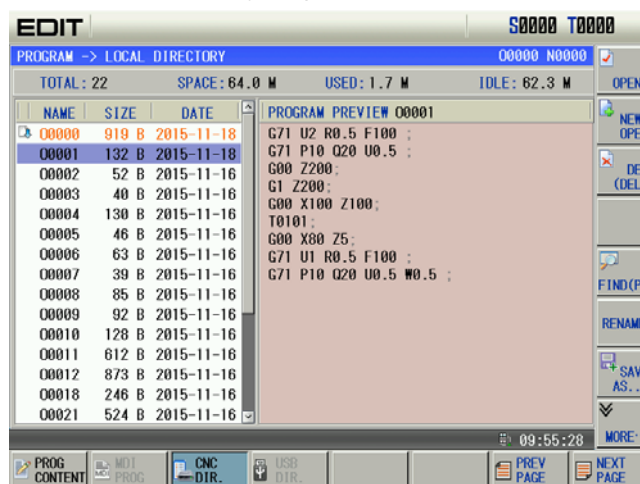 EDIT S0000 T0000
PROGRAM -> LOCAL DIRECTORY O0000 N0000
TOTAL: 22 SPACE: 64.0 M USED: 1.7 M IDLE: 62.3 M
NAME SIZE DATE
O0000 919 B 2015-11-18
O0001 132 B 2015-11-18
O0002 52 B 2015-11-16
O0003 40 B 2015-11-16
O0004 130 B 2015-11-16
O0005 46 B 2015-11-16
O0006 63 B 2015-11-16
O0007 39 B 2015-11-16
O0008 85 B 2015-11-16
O0009 92 B 2015-11-16
O0010 128 B 2015-11-16
O0011 612 B 2015-11-16
O0012 873 B 2015-11-16
O0018 246 B 2015-11-16
O0021 524 B 2015-11-16
PROGRAM PREVIEW O0001
G71 U2 R0.5 F100 ;
G71 P10 Q20 U0.5 ;
G00 Z200;
G1 Z200;
G00 X100 Z100;
T0101;
G00 X80 Z5;
G71 U1 R0.5 F100 ;
G71 P10 Q20 U0.5 W0.5 ;
OPEN
NEW
OPE
DE
(DEL
FIND(P
RENAM
SAV
AS..
MORE
09:55:28
PROG
CONTENT
MDI
PROG
CNC
DIR.
USB
DIR.
PREV
PAGE
NEXT
PAGE